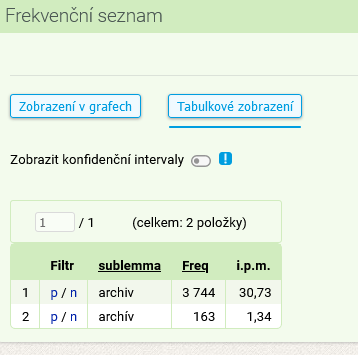 Frekvenční seznam
Zobrazení v grafech Tabulkové zobrazení
Zobrazit konfidenční intervaly !
1 / 1 (celkem: 2 položky)
Filtr sublemma Freq i.p.m.
1 p / n archiv 3 744 30,73
2 p / n archív 163 1,34